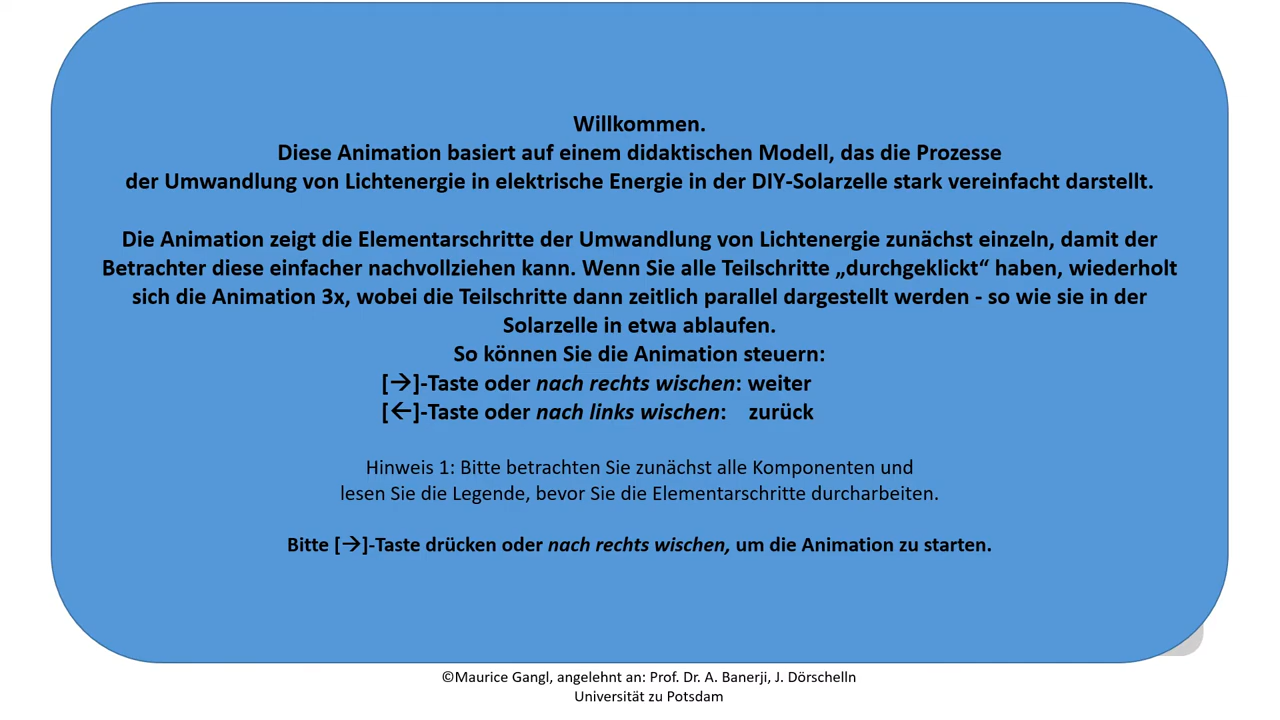 Willkommen.
Diese Animation basiert auf einem didaktischen Modell, das die Prozesse
der Umwandlung von Lichtenergie in elektrische Energie in der DIY-Solarzelle stark vereinfacht darstellt.
Die Animation zeigt die Elementarschritte der Umwandlung von Lichtenergie zunächst einzeln, damit der
Betrachter diese einfacher nachvollziehen kann. Wenn Sie alle Teilschritte „durchgeklickt“ haben, wiederholt
sich die Animation 3x, wobei die Teilschritte dann zeitlich parallel dargestellt werden - so wie sie in der
Solarzelle in etwa ablaufen.
So können Sie die Animation steuern:
[→]-Taste oder nach rechts wischen: weiter
[←]-Taste oder nach links wischen: zurück
Hinweis 1: Bitte betrachten Sie zunächst alle Komponenten und
lesen Sie die Legende, bevor Sie die Elementarschritte durcharbeiten.
Bitte [→]-Taste drücken oder nach rechts wischen, um die Animation zu starten.
©Maurice Gangl, angelehnt an: Prof. Dr. A. Banerji, J. Dörschelln
Universität zu Potsdam